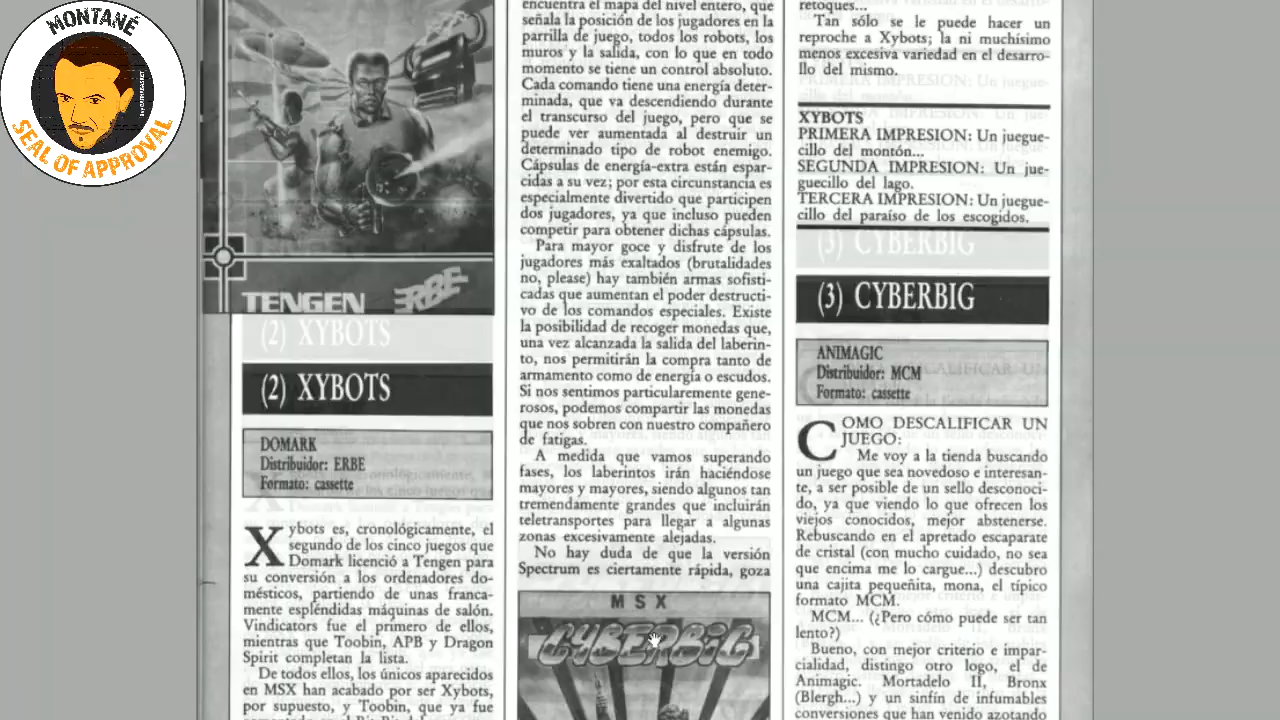 MONTANÉ
SEAL OF APPROVAL
TENGEN ERBE
(2) XYBOTS
(2) XYBOTS
DOMARK
Distribuidor: ERBE
Formato: cassette
Xybots es, cronológicamente, el
segundo de los cinco juegos que
Domark licenció a Tengen para
su conversión a los ordenadores do-
mésticos, partiendo de unas franca-
mente espléndidas máquinas de salón.
Vindicators fue el primero de ellos,
mientras que Toobin, APB y Dragon
Spirit completan la lista.
De todos ellos, los únicos aparecidos
en MSX han acabado por ser Xybots,
por supuesto, y Toobin, que ya fue
encuentra el mapa del nivel entero, que
señala la posición de los jugadores en la
parrilla de juego, todos los robots, los
muros y la salida, con lo que en todo
momento se tiene un control absoluto.
Cada comando tiene una energía deter-
minada, que va descendiendo durante
el transcurso del juego, pero que se
puede ver aumentada al destruir un
determinado tipo de robot enemigo.
Cápsulas de energía-extra están espar-
cidas a su vez; por esta circunstancia es
especialmente divertido que participen
dos jugadores, ya que incluso pueden
competir para obtener dichas cápsulas.
Para mayor goce y disfrute de los
jugadores más exaltados (brutalidades
no, please) hay también armas sofisti-
cadas que aumentan el poder destructi-
vo de los comandos especiales. Existe
la posibilidad de recoger monedas que,
una vez alcanzada la salida del laberin-
to, nos permitirán la compra tanto de
armamento como de energía o escudos.
Si nos sentimos particularmente gene-
rosos, podemos compartir las monedas
que nos sobren con nuestro compañero
de fatigas.
A medida que vamos superando
fases, los laberintos irán haciéndose
mayores y mayores, siendo algunos tan
tremendamente grandes que incluirán
teletransportes para llegar a algunas
zonas excesivamente alejadas.
No hay duda de que la versión
Spectrum es ciertamente rápida, goza
MSX
CYBERBIG
retoques...
Tan sólo se le puede hacer un
reproche a Xybots; la ni muchísimo
menos excesiva variedad en el desarro-
llo del mismo.
XYBOTS
PRIMERA IMPRESION: Un juegue-
cillo del montón...
SEGUNDA IMPRESION: Un jue-
guecillo del lago.
TERCERA IMPRESION: Un juegue-
cillo del paraíso de los escogidos.
(3) CYBERBIG
(3) CYBERBIG
ANIMAGIC
Distribuidor: MCM
Formato: cassette
COMO DESCALIFICAR UN
JUEGO:
Me voy a la tienda buscando
un juego que sea novedoso e interesan-
te, a ser posible de un sello desconoci-
do, ya que viendo lo que ofrecen los
viejos conocidos, mejor abstenerse.
Rebuscando en el apretado escaparate
de cristal (con mucho cuidado, no sea
que encima me lo cargue...) descubro
una cajita pequeñita, mona, el típico
formato MCM.
MCM... (¿Pero cómo puede ser tan
lento?)
Bueno, con mejor criterio e impar-
cialidad, distingo otro logo, el de
Animagic. Mortadelo II, Bronx
(Blergh...) y un sinfín de infumables
conversiones que han venido azotando